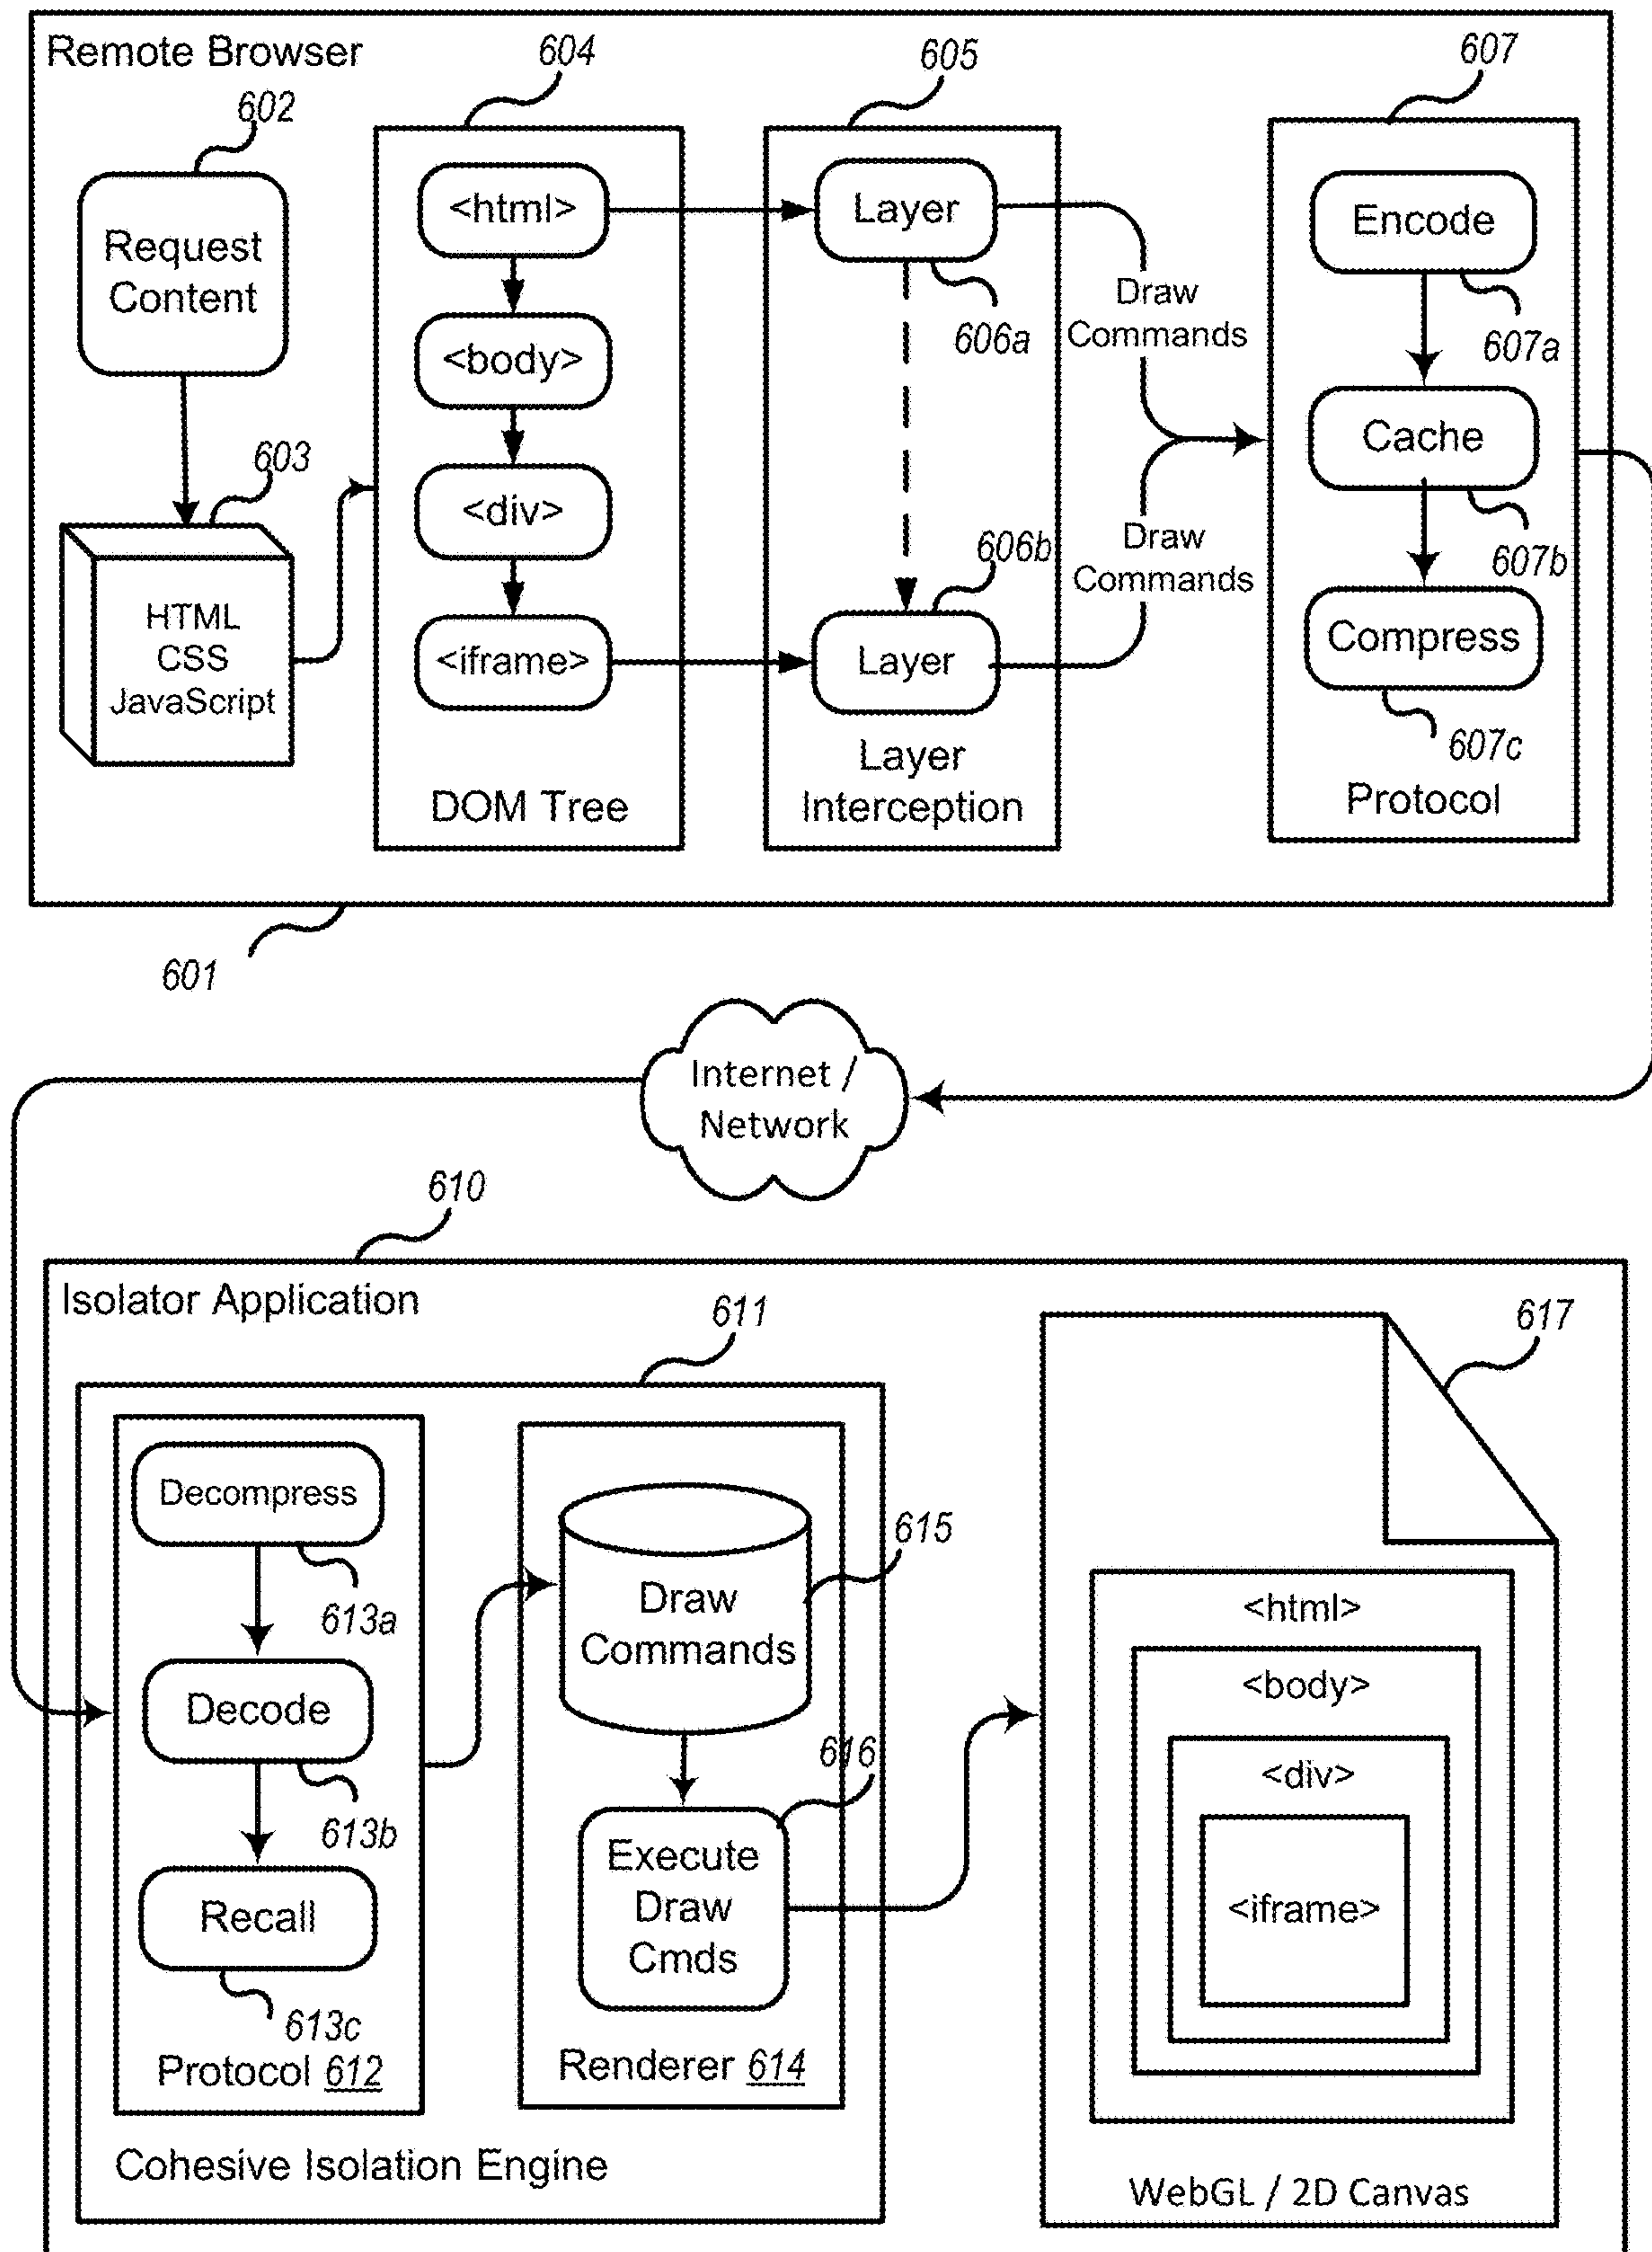 Remote Browser
604
605
607
602
Request
Content
<html>
<body>
<div>
<iframe>
DOM Tree
603
HTML
CSS
JavaScript
Layer
606a
606b
Layer
Layer
Interception
Draw
Commands
Draw
Commands
Encode
607a
Cache
607b
Compress
607c
Protocol
601
Internet /
Network
610
Isolator Application
611
617
Decompress
613a
Decode
613b
Recall
613c
Protocol 612
Draw
Commands
615
616
Execute
Draw
Cmds
Renderer 614
Cohesive Isolation Engine
<html>
<body>
<div>
<iframe>
WebGL / 2D Canvas